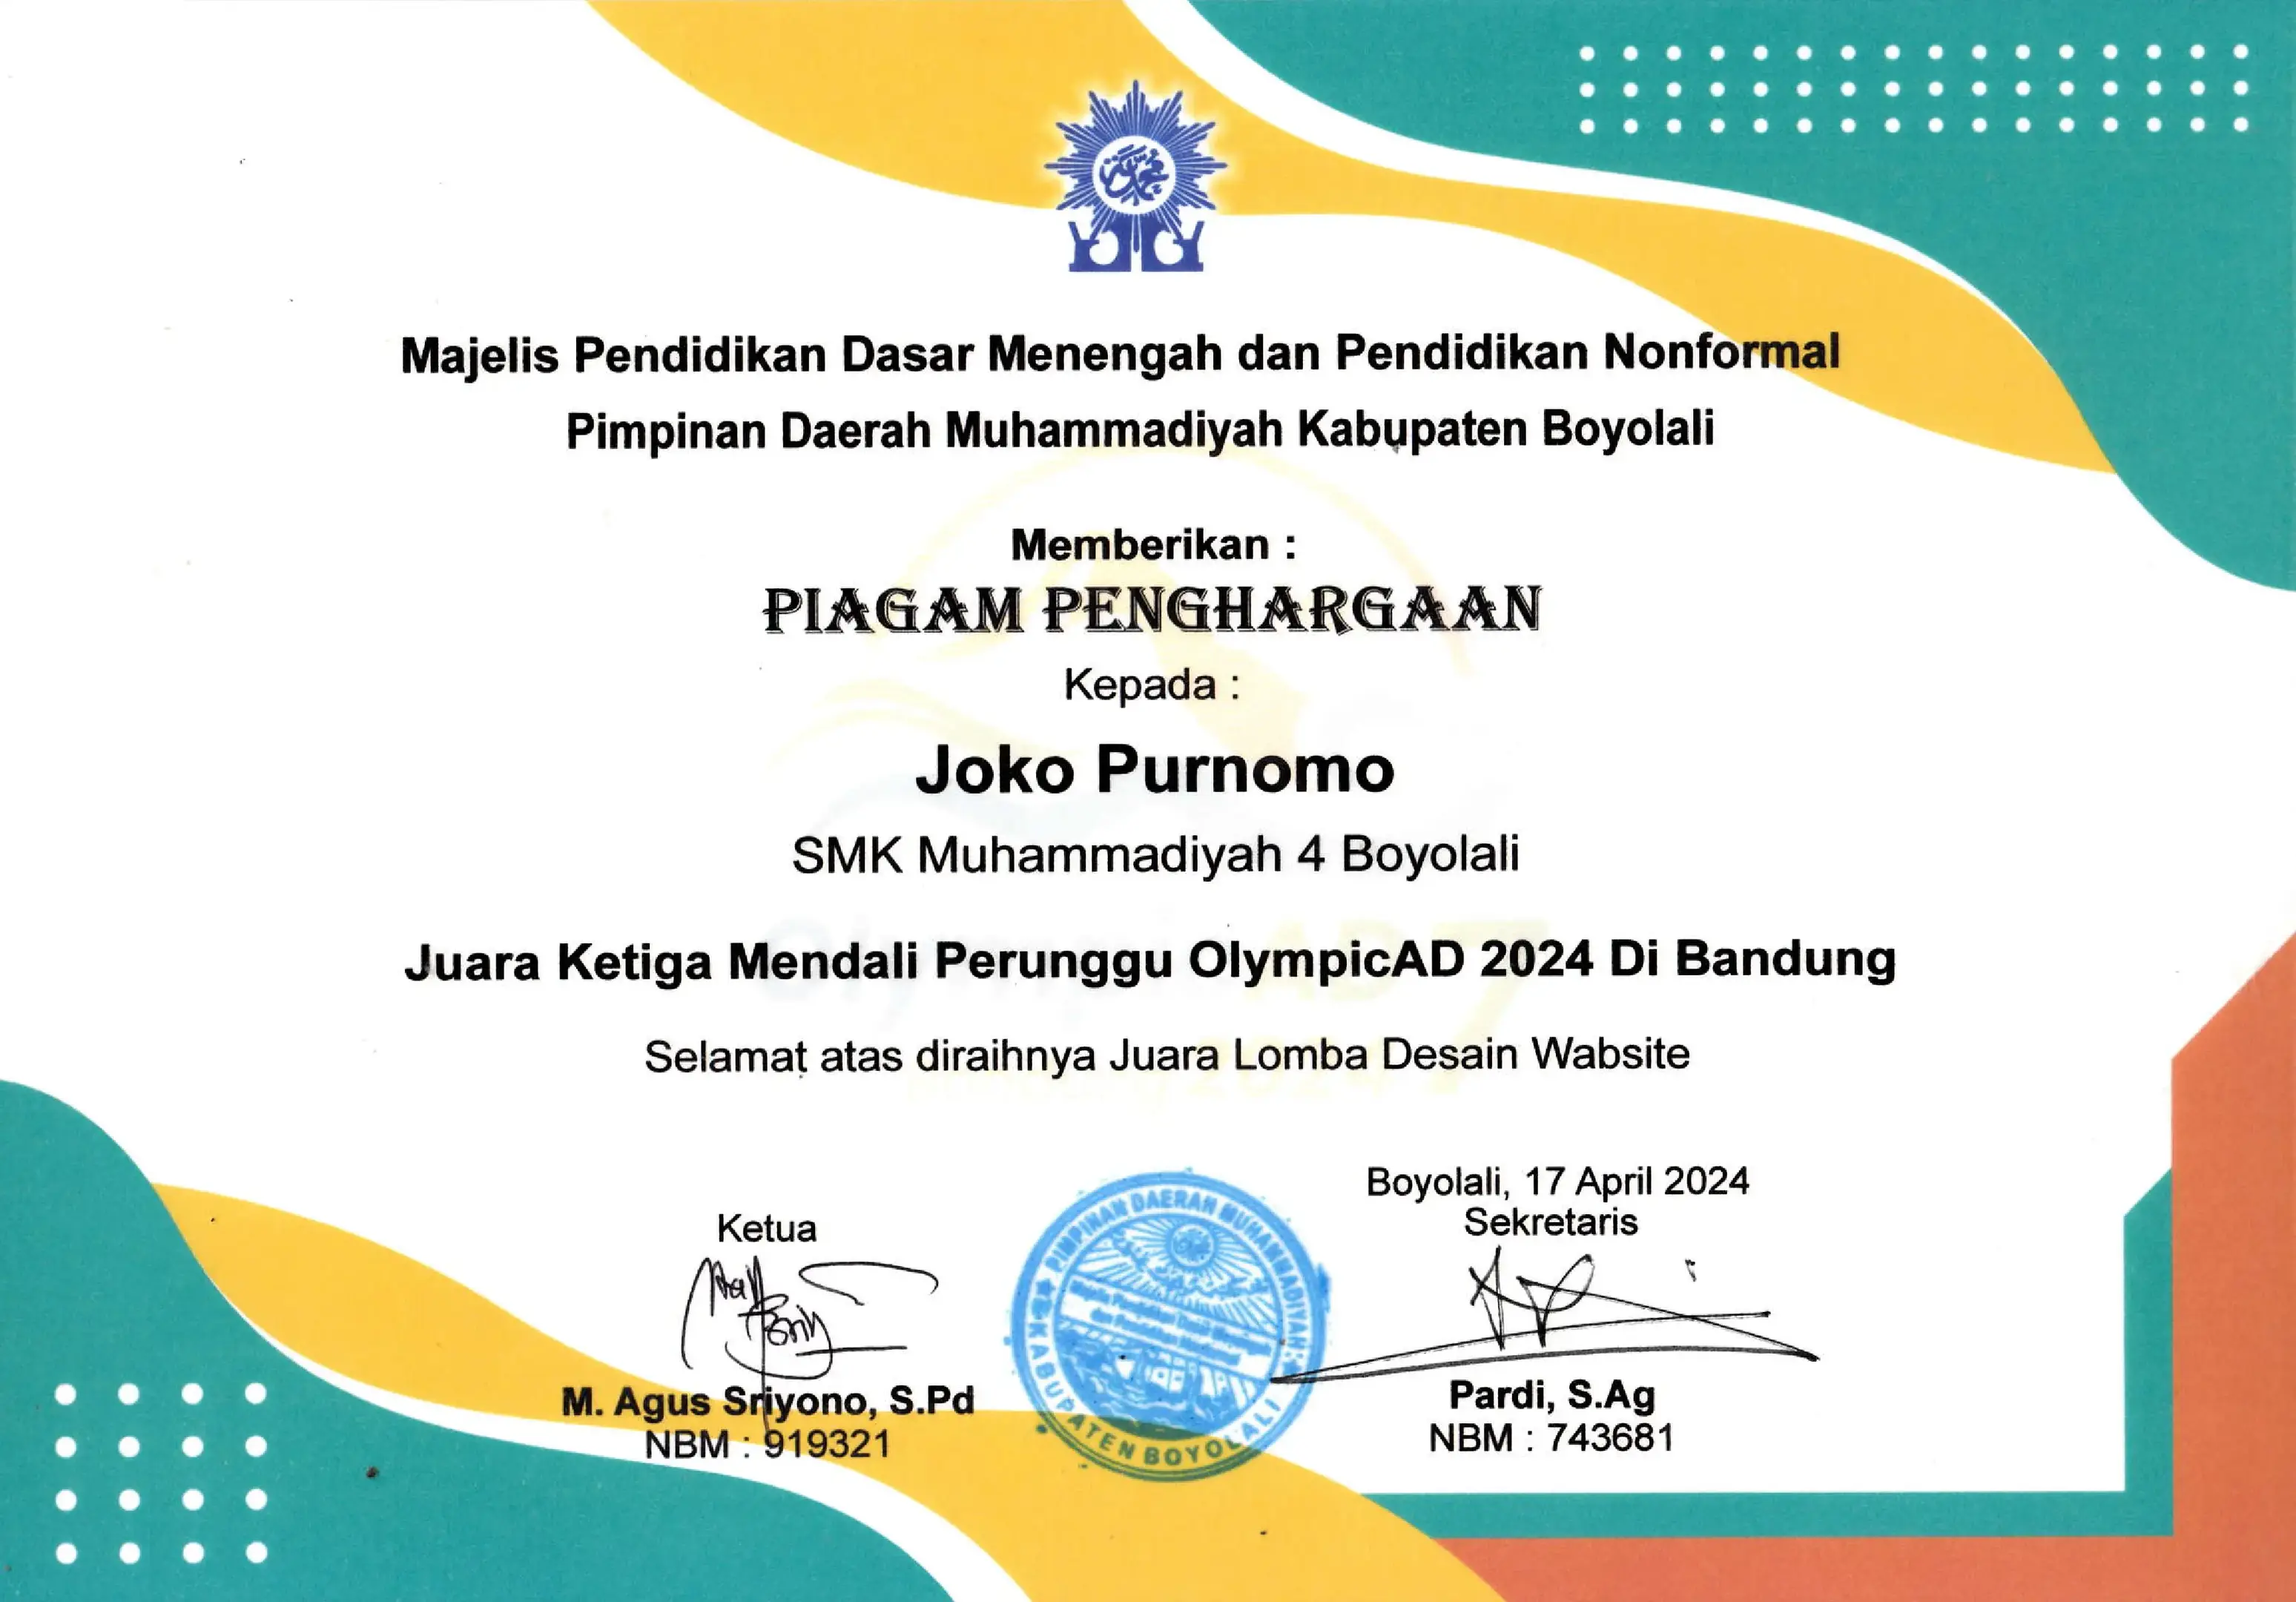 Majelis Pendidikan Dasar Menengah dan Pendidikan Nonformal
Pimpinan Daerah Muhammadiyah Kabupaten Boyolali
Memberikan :
PIAGAM PENGHARGAAN
Kepada :
Joko Purnomo
SMK Muhammadiyah 4 Boyolali
Juara Ketiga Mendali Perunggu OlympicAD 2024 Di Bandung
Selamat atas diraihnya Juara Lomba Desain Wabsite
Boyolali, 17 April 2024
Ketua
Sekretaris
PIMPINAN DAERAH MUHAMMADIYAH
KABUPATEN BOYOLALI
M. Agus Sriyono, S.Pd
NBM : 919321
Pardi, S.Ag
NBM : 743681